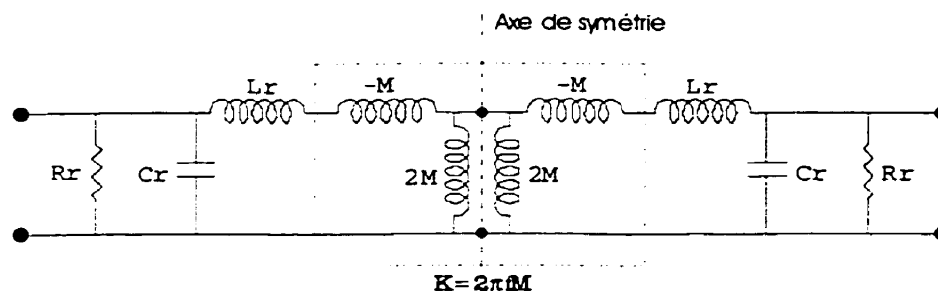 Axe de symétrie
Lr -M -M Lr
Rr Cr 2M 2M Cr Rr
K=2πfM